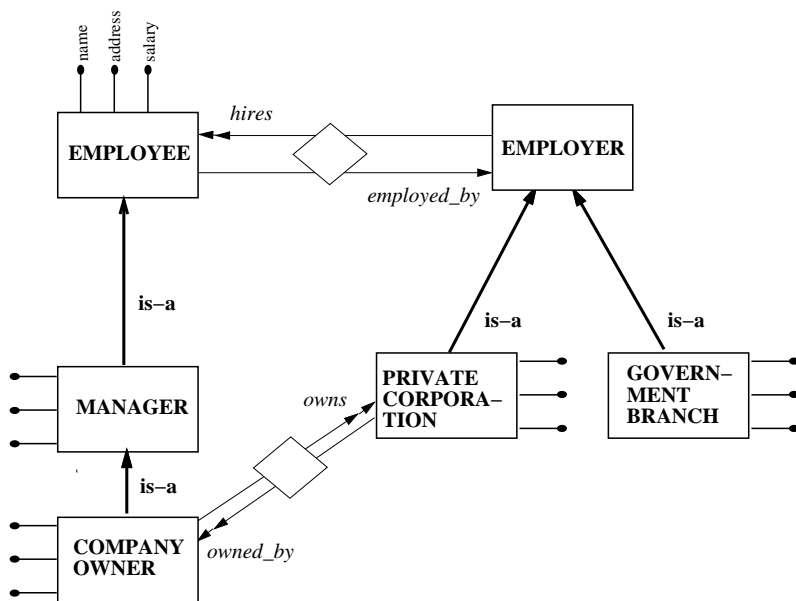 name
address
salary
hires
EMPLOYEE
EMPLOYER
employed_by
is–a
is–a
is–a
MANAGER
owns
PRIVATE
CORPORA–
TION
GOVERN–
MENT
BRANCH
is–a
COMPANY
OWNER
owned_by